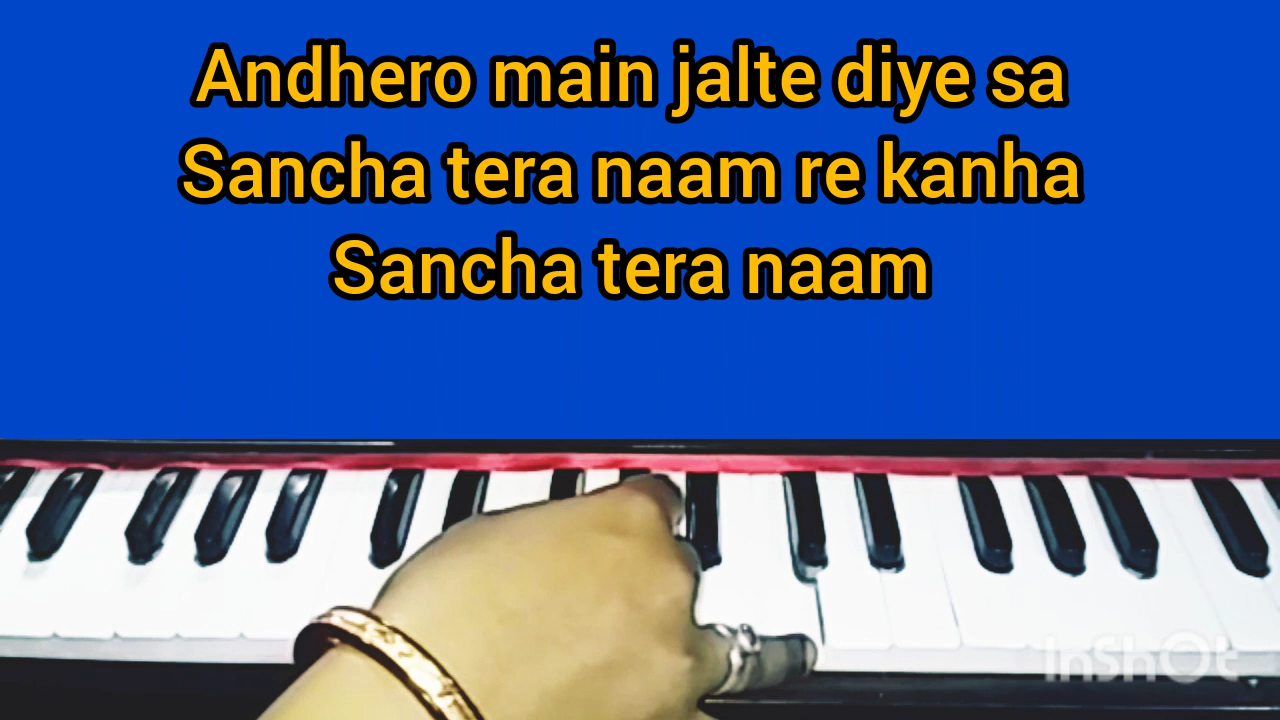 Andhero main jalte diye sa
Sancha tera naam re kanha
Sancha tera naam
InShOt